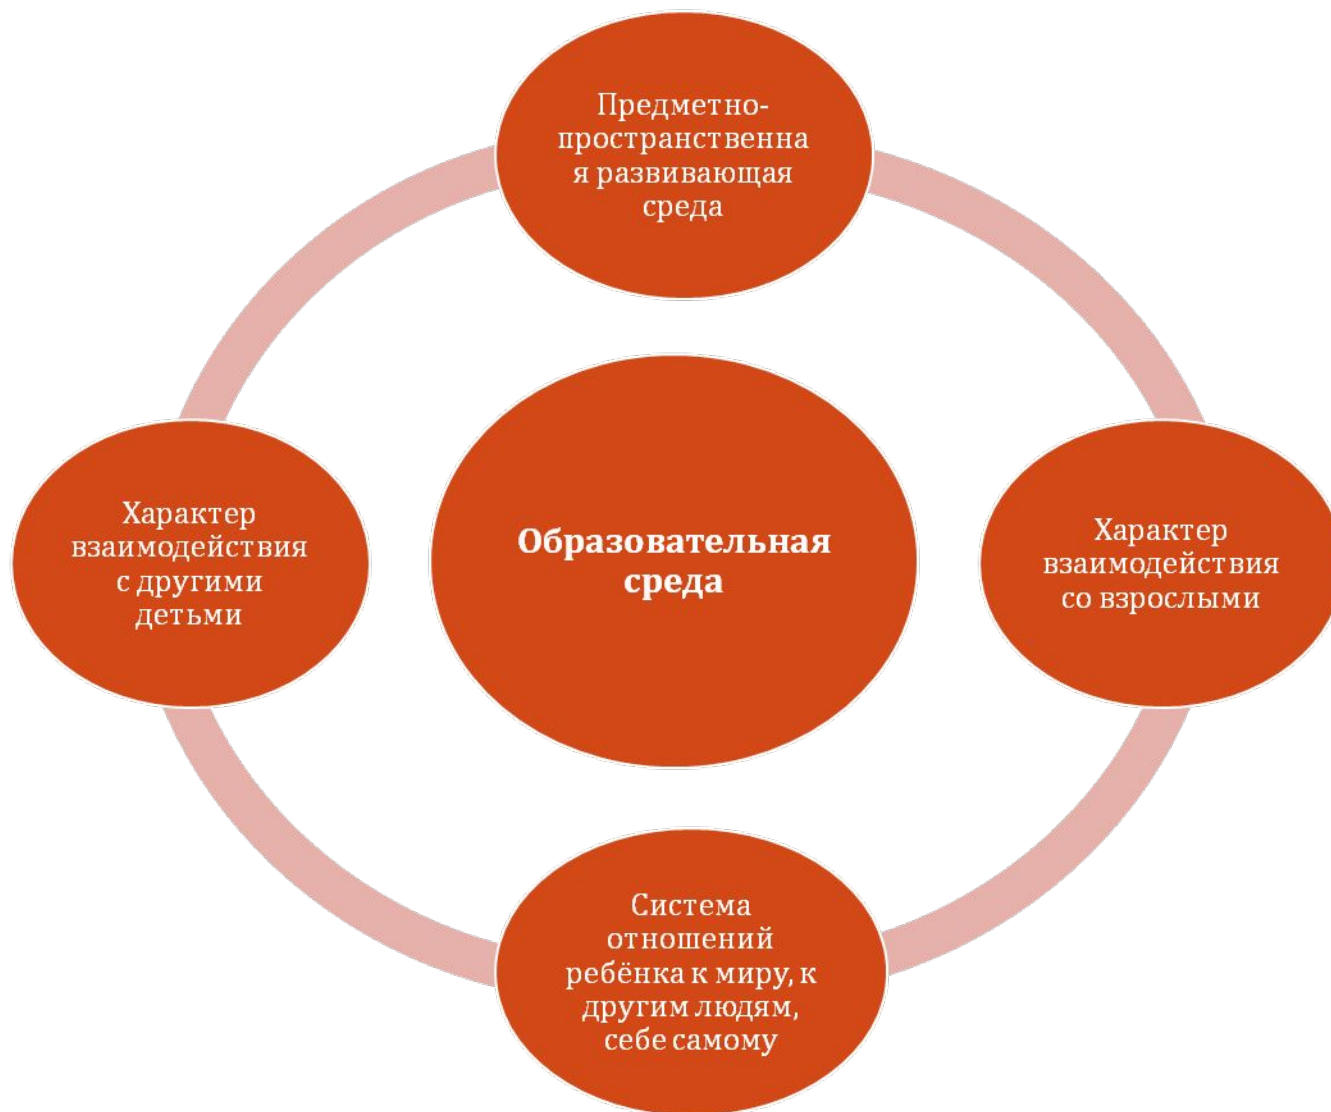 Предметно-
пространственна
я развивающая
среда
Характер
взаимодействия
с другими
детьми
Образовательная
среда
Характер
взаимодействия
со взрослыми
Система
отношений
ребёнка к миру, к
другим людям,
себе самому